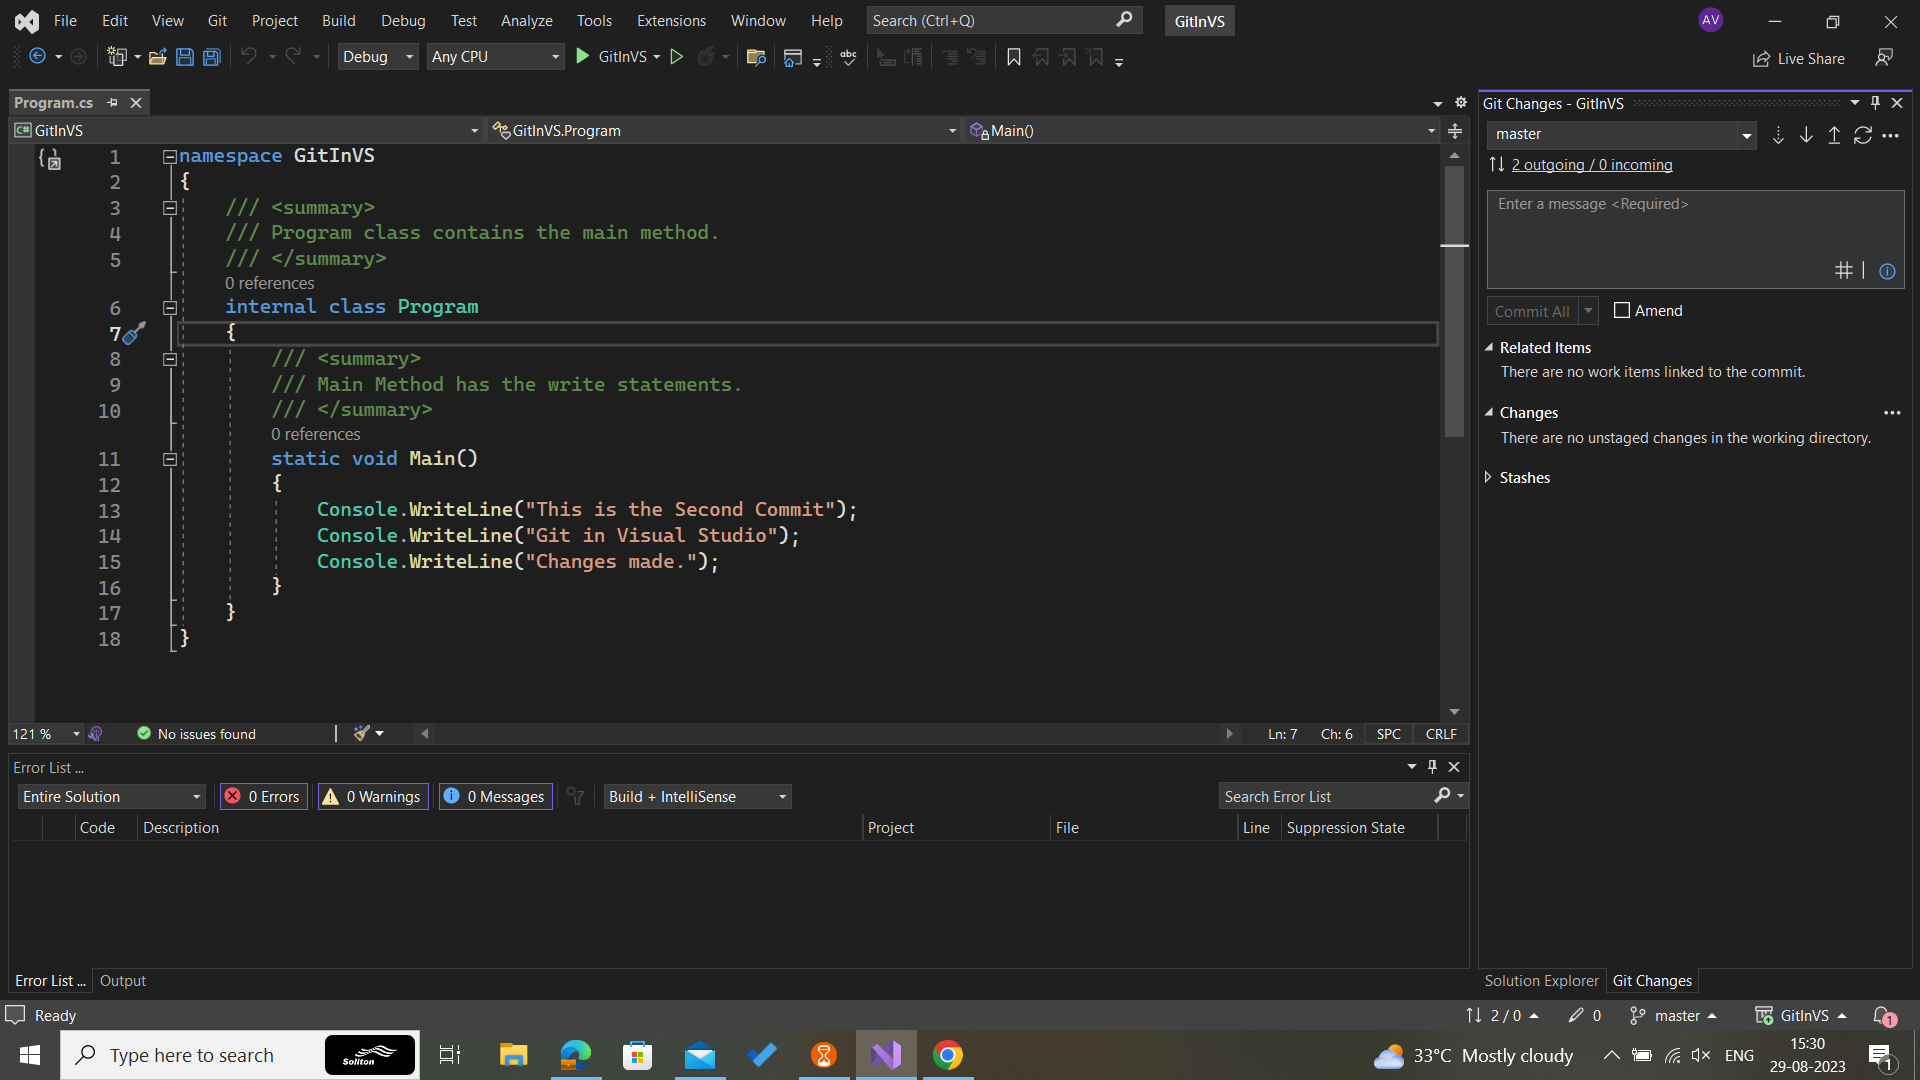 File Edit View Git Project Build Debug Test Analyze Tools Extensions Window Help Search (Ctrl+Q) GitInVS AV
Debug Any CPU GitInVS Live Share
Program.cs
GitInVS GitInVS.Program Main()
1 namespace GitInVS
2 {
3 /// <summary>
4 /// Program class contains the main method.
5 /// </summary>
0 references
6 internal class Program
7 {
8 /// <summary>
9 /// Main Method has the write statements.
10 /// </summary>
0 references
11 static void Main()
12 {
13 Console.WriteLine("This is the Second Commit");
14 Console.WriteLine("Git in Visual Studio");
15 Console.WriteLine("Changes made.");
16 }
17 }
18 }
121 % No issues found Ln: 7 Ch: 6 SPC CRLF
Git Changes - GitInVS
master
2 outgoing / 0 incoming
Enter a message <Required>
Commit All Amend
Related Items
There are no work items linked to the commit.
Changes
There are no unstaged changes in the working directory.
Stashes
Error List ...
Entire Solution 0 Errors 0 Warnings 0 Messages Build + IntelliSense Search Error List
Code Description Project File Line Suppression State
Error List ... Output
Solution Explorer Git Changes
Ready 2 / 0 0 master GitInVS 1
Type here to search Soliton 33°C Mostly cloudy ENG 15:30
29-08-2023 1